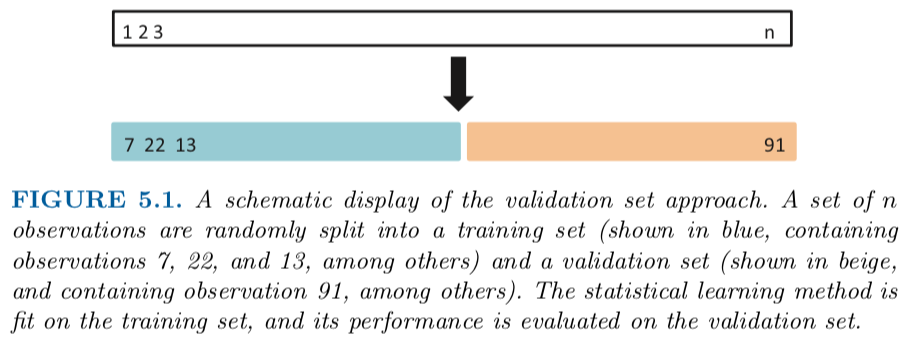 1 2 3 n
7 22 13 91
FIGURE 5.1. A schematic display of the validation set approach. A set of n
observations are randomly split into a training set (shown in blue, containing
observations 7, 22, and 13, among others) and a validation set (shown in beige,
and containing observation 91, among others). The statistical learning method is
fit on the training set, and its performance is evaluated on the validation set.